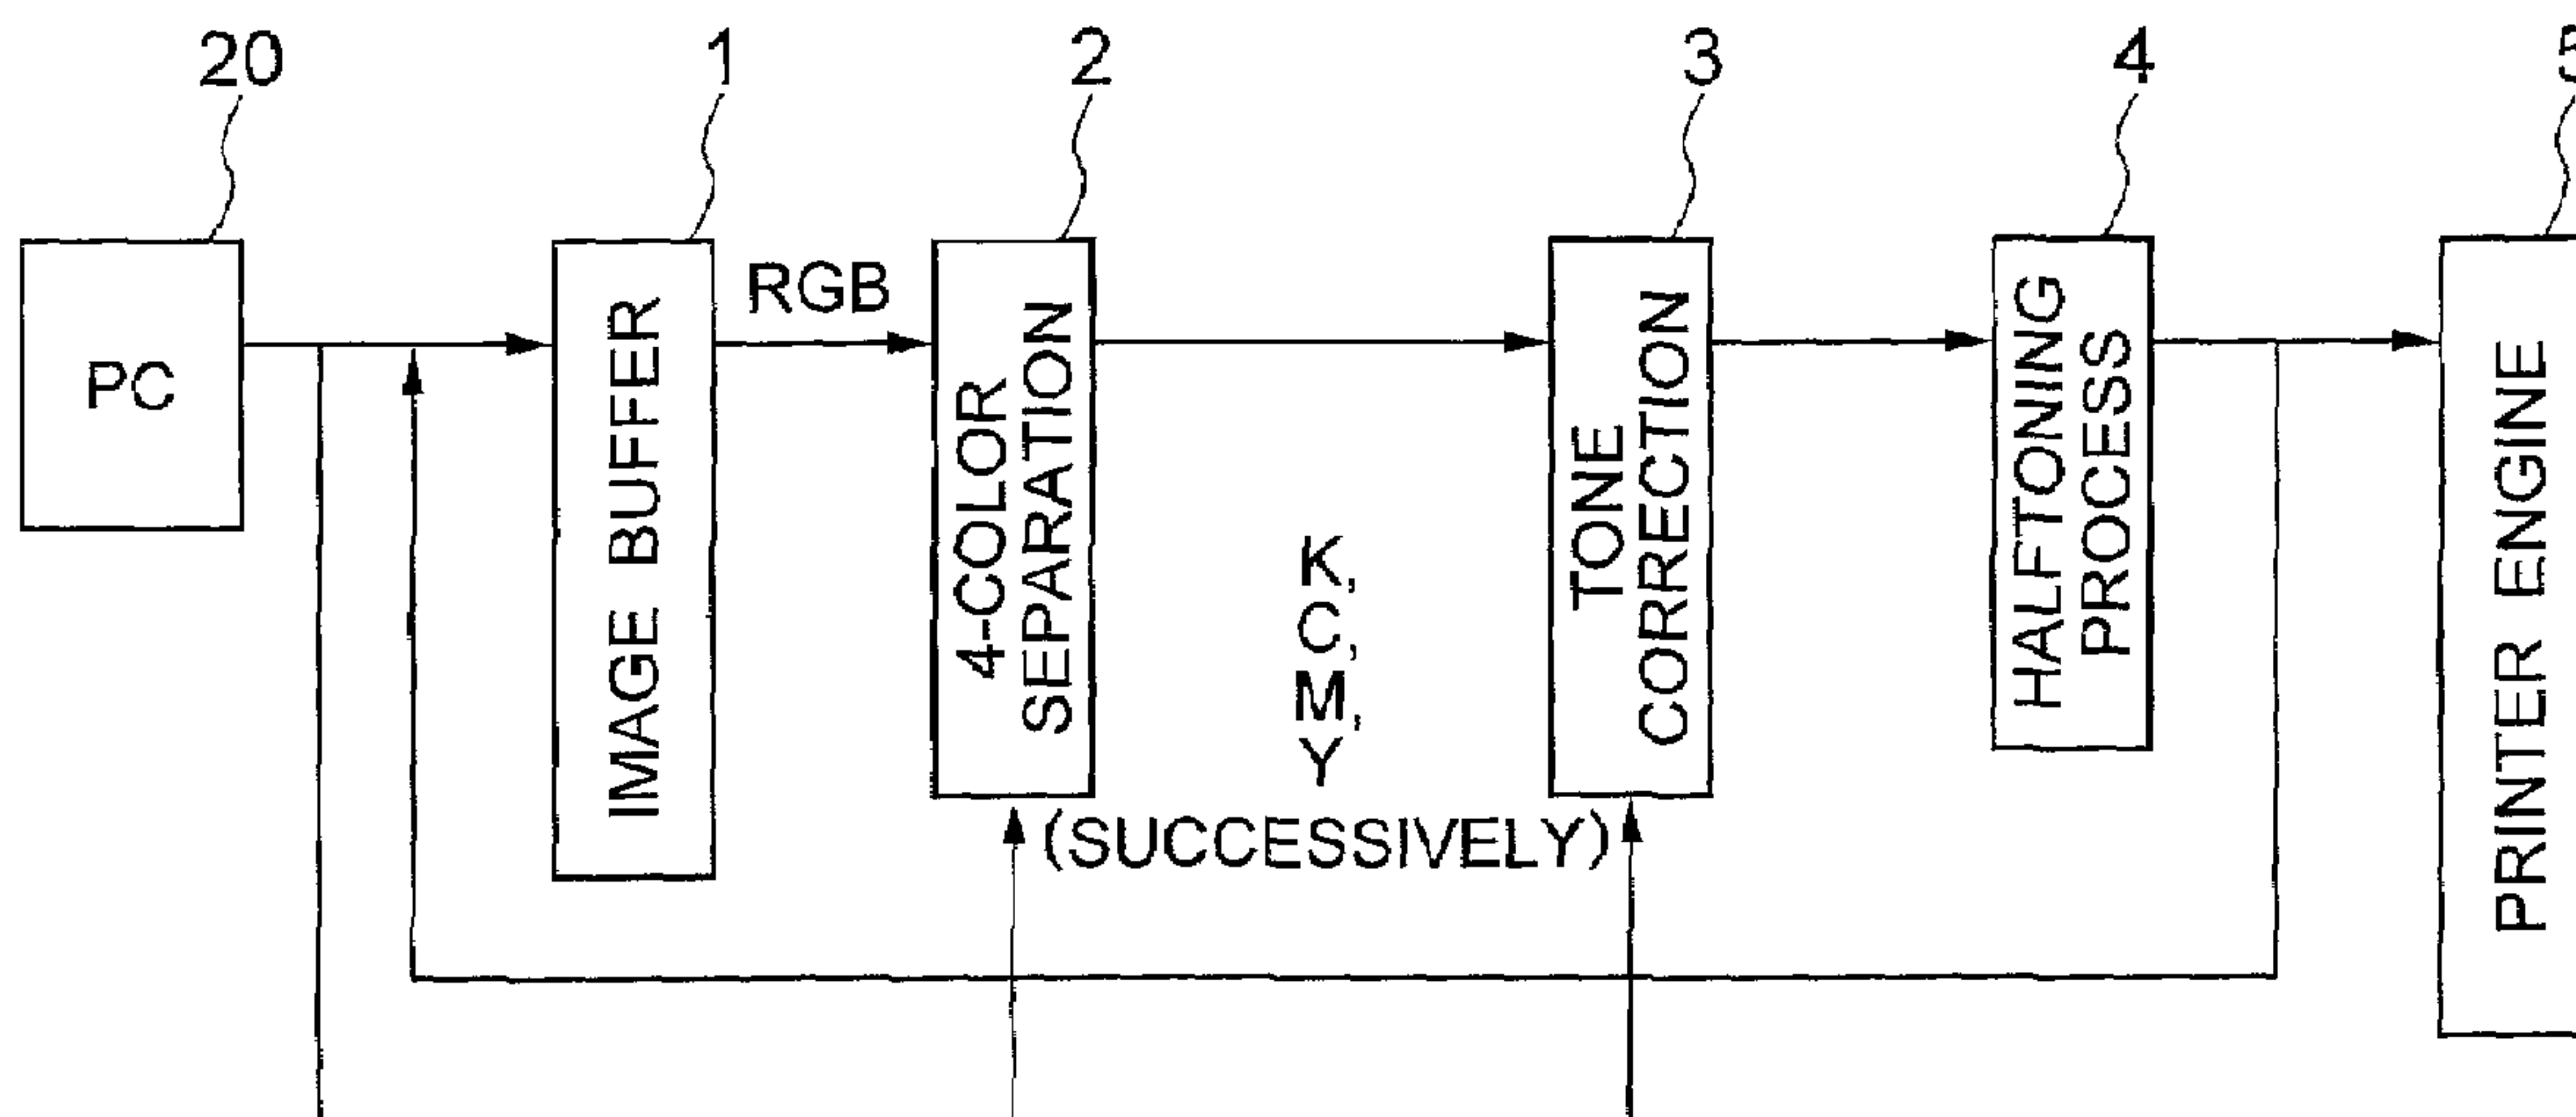 20
1
2
3
4
5
PC
IMAGE BUFFER
RGB
4-COLOR
SEPARATION
K,
C,
M,
Y
(SUCCESSIVELY)
TONE
CORRECTION
HALFTONING
PROCESS
PRINTER ENGINE